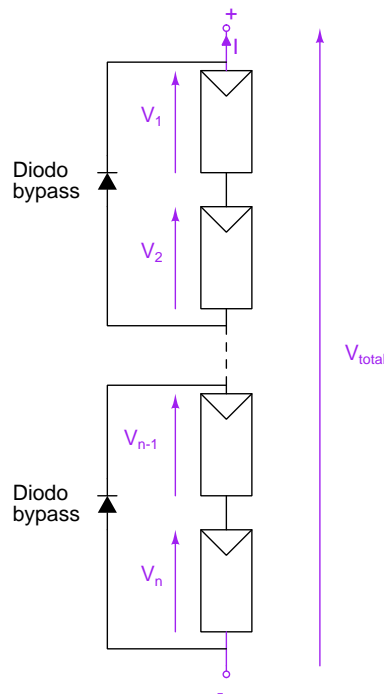 +
I
V1
Diodo
bypass
V2
Vtotal
Vn-1
Diodo
bypass
Vn
-